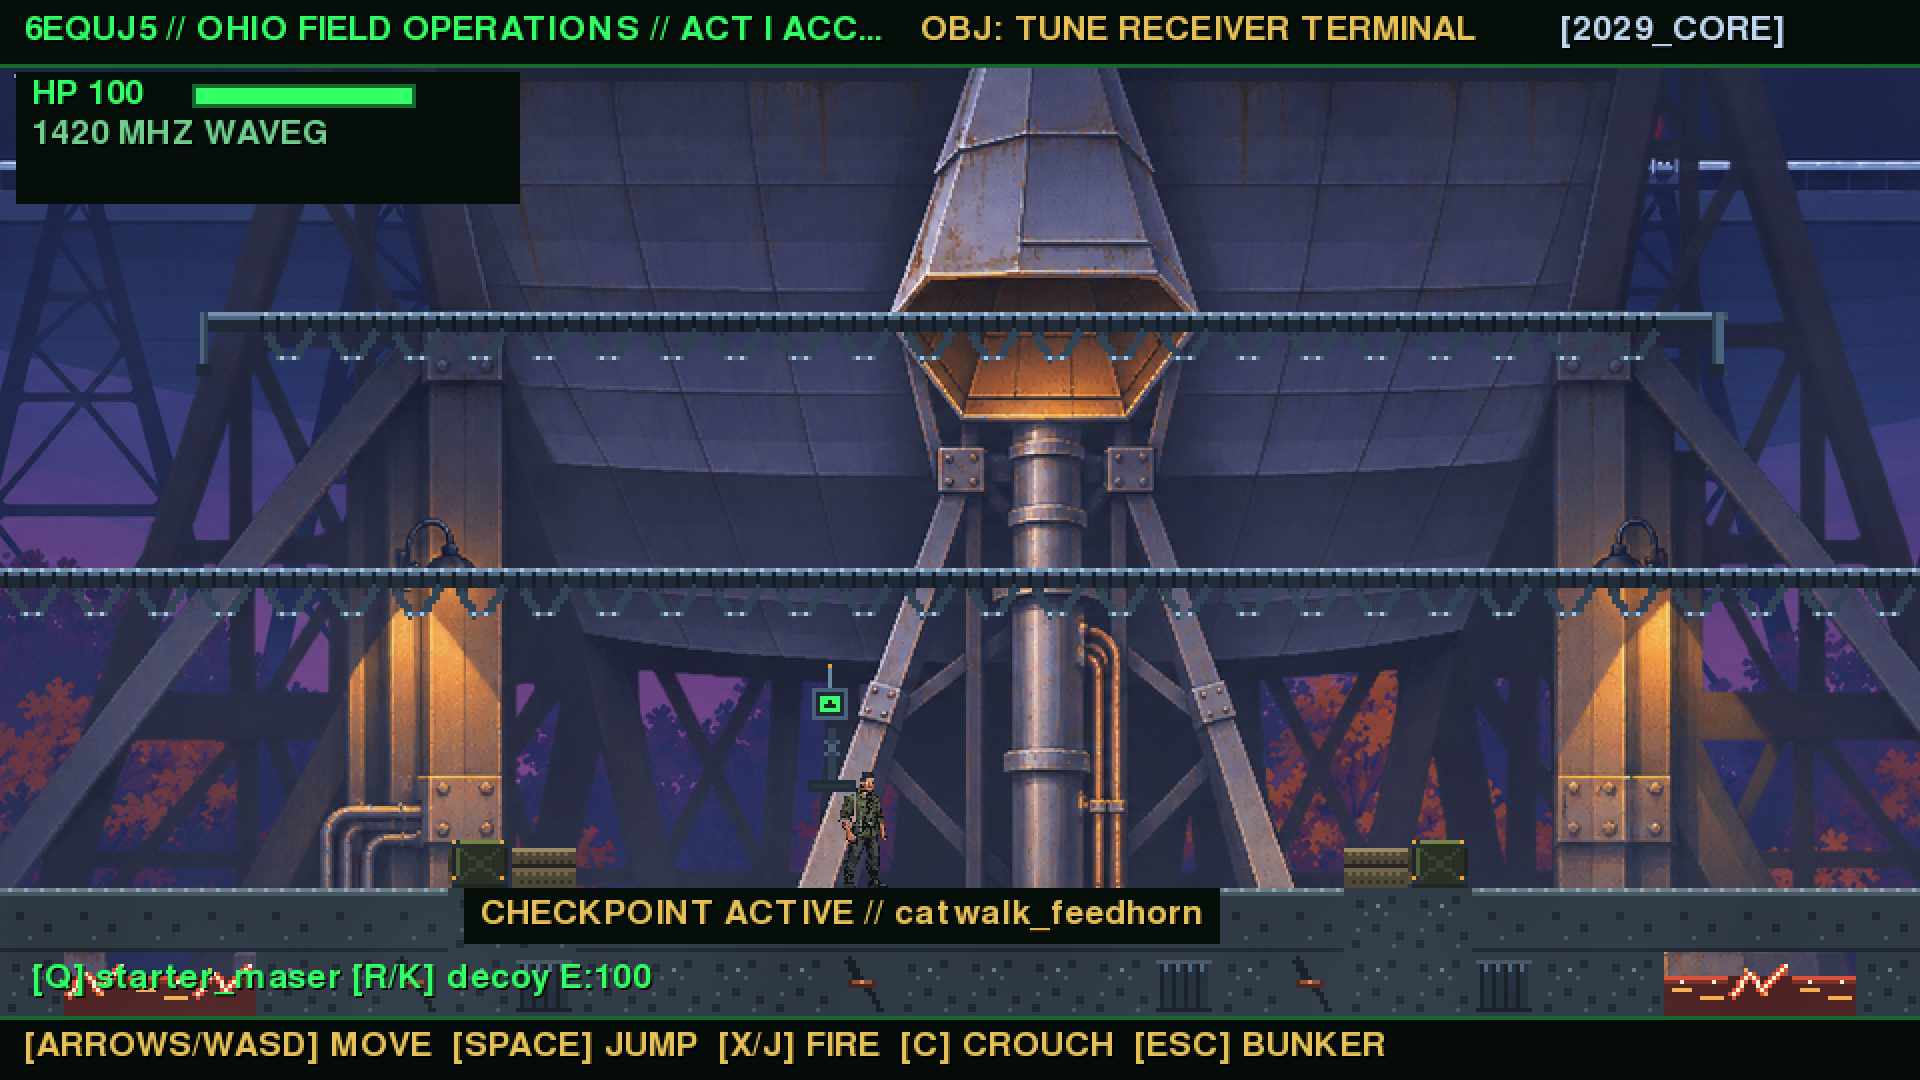 6EQUJ5 // OHIO FIELD OPERATIONS // ACT I ACC... OBJ: TUNE RECEIVER TERMINAL [2029_CORE]
HP 100
1420 MHZ WAVEG
CHECKPOINT ACTIVE // catwalk_feedhorn
[Q] starter_maser [R/K] decoy E:100
[ARROWS/WASD] MOVE [SPACE] JUMP [X/J] FIRE [C] CROUCH [ESC] BUNKER